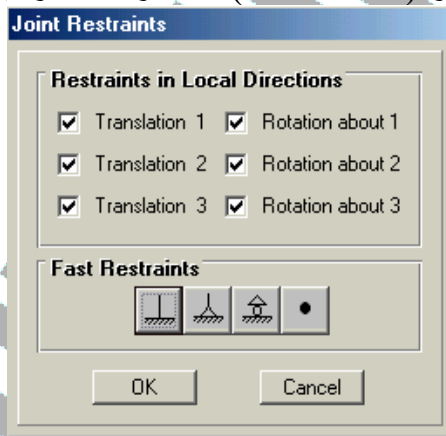 Joint Restraints
Restraints in Local Directions
Translation 1 Rotation about 1
Translation 2 Rotation about 2
Translation 3 Rotation about 3
Fast Restraints
OK Cancel